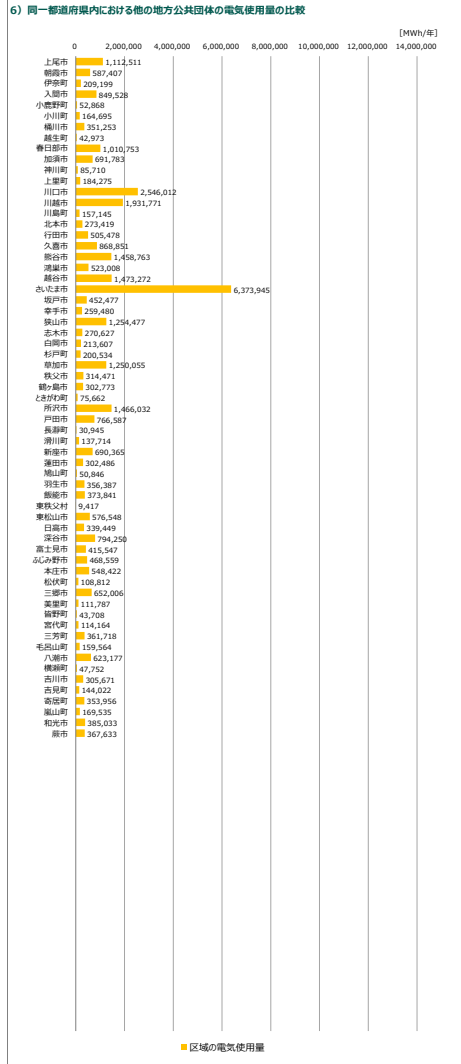 6）同一都道府県内における他の地方公共団体の電気使用量の比較
［MWh/年］
0 2,000,000 4,000,000 6,000,000 8,000,000 10,000,000 12,000,000 14,000,000
上尾市 1,112,511
朝霞市 587,407
伊奈町 209,199
入間市 849,528
小鹿野町 52,868
小川町 164,695
桶川市 351,253
越生町 42,973
春日部市 1,010,753
加須市 691,783
神川町 85,710
上里町 184,275
川口市 2,546,012
川越市 1,931,771
川島町 157,145
北本市 273,419
行田市 505,478
久喜市 868,851
熊谷市 1,458,763
鴻巣市 523,008
越谷市 1,473,272
さいたま市 6,373,945
坂戸市 452,477
幸手市 259,480
狭山市 1,254,477
志木市 270,627
白岡市 213,607
杉戸町 200,534
草加市 1,250,055
秩父市 314,471
鶴ヶ島市 302,773
ときがわ町 75,662
所沢市 1,466,032
戸田市 766,587
長瀞町 30,945
滑川町 137,714
新座市 690,365
蓮田市 302,486
鳩山町 50,846
羽生市 356,387
飯能市 373,841
東秩父村 9,417
東松山市 576,548
日高市 339,449
深谷市 794,250
富士見市 415,547
ふじみ野市 468,559
本庄市 548,422
松伏町 108,812
三郷市 652,006
美里町 111,787
皆野町 43,708
宮代町 114,164
三芳町 361,718
毛呂山町 159,564
八潮市 623,177
横瀬町 47,752
吉川市 305,671
吉見町 144,022
寄居町 353,956
嵐山町 169,535
和光市 385,033
蕨市 367,633
区域の電気使用量